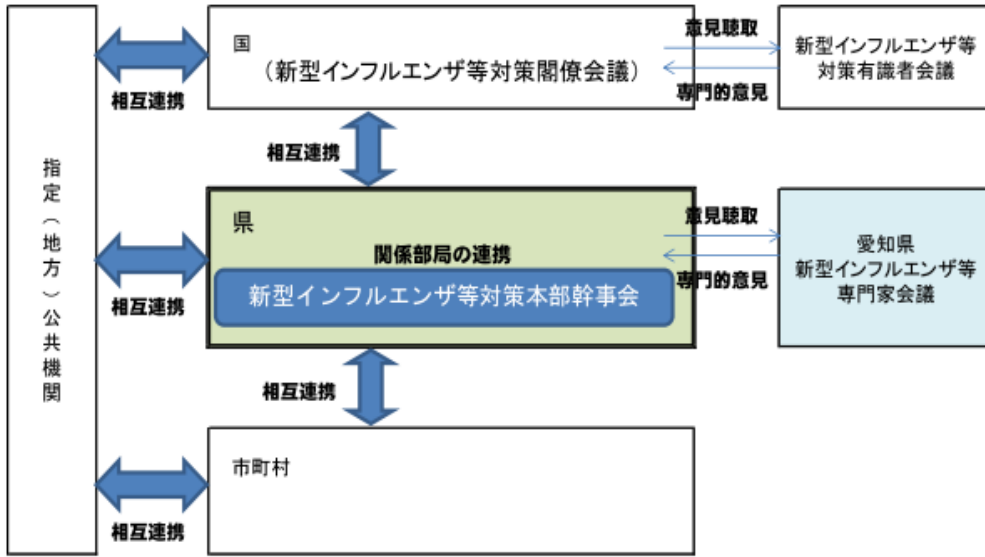 指定（地方）公共機関
国
（新型インフルエンザ等対策閣僚会議）
意見聴取
専門的意見
新型インフルエンザ等
対策有識者会議
相互連携
相互連携
県
関係部局の連携
新型インフルエンザ等対策本部幹事会
意見聴取
専門的意見
愛知県
新型インフルエンザ等
専門家会議
相互連携
相互連携
市町村
相互連携